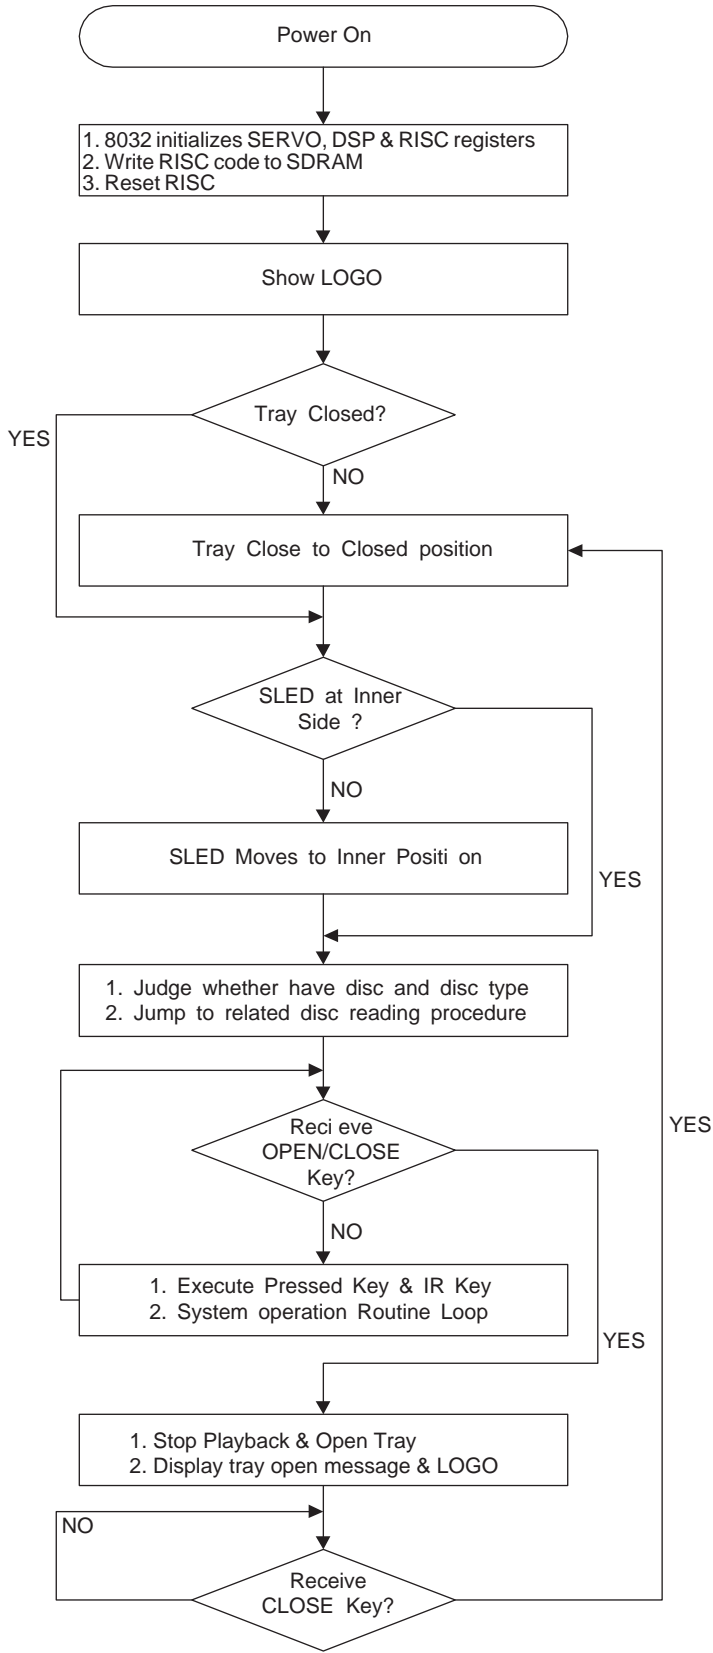 Power On
1. 8032 initializes SERVO, DSP & RISC registers
2. Write RISC code to SDRAM
3. Reset RISC
Show LOGO
Tray Closed?
YES
NO
Tray Close to Closed position
SLED at Inner
Side ?
NO
SLED Moves to Inner Positi on
YES
1. Judge whether have disc and disc type
2. Jump to related disc reading procedure
Reci eve
OPEN/CLOSE
Key?
YES
NO
1. Execute Pressed Key & IR Key
2. System operation Routine Loop
YES
1. Stop Playback & Open Tray
2. Display tray open message & LOGO
NO
Receive
CLOSE Key?